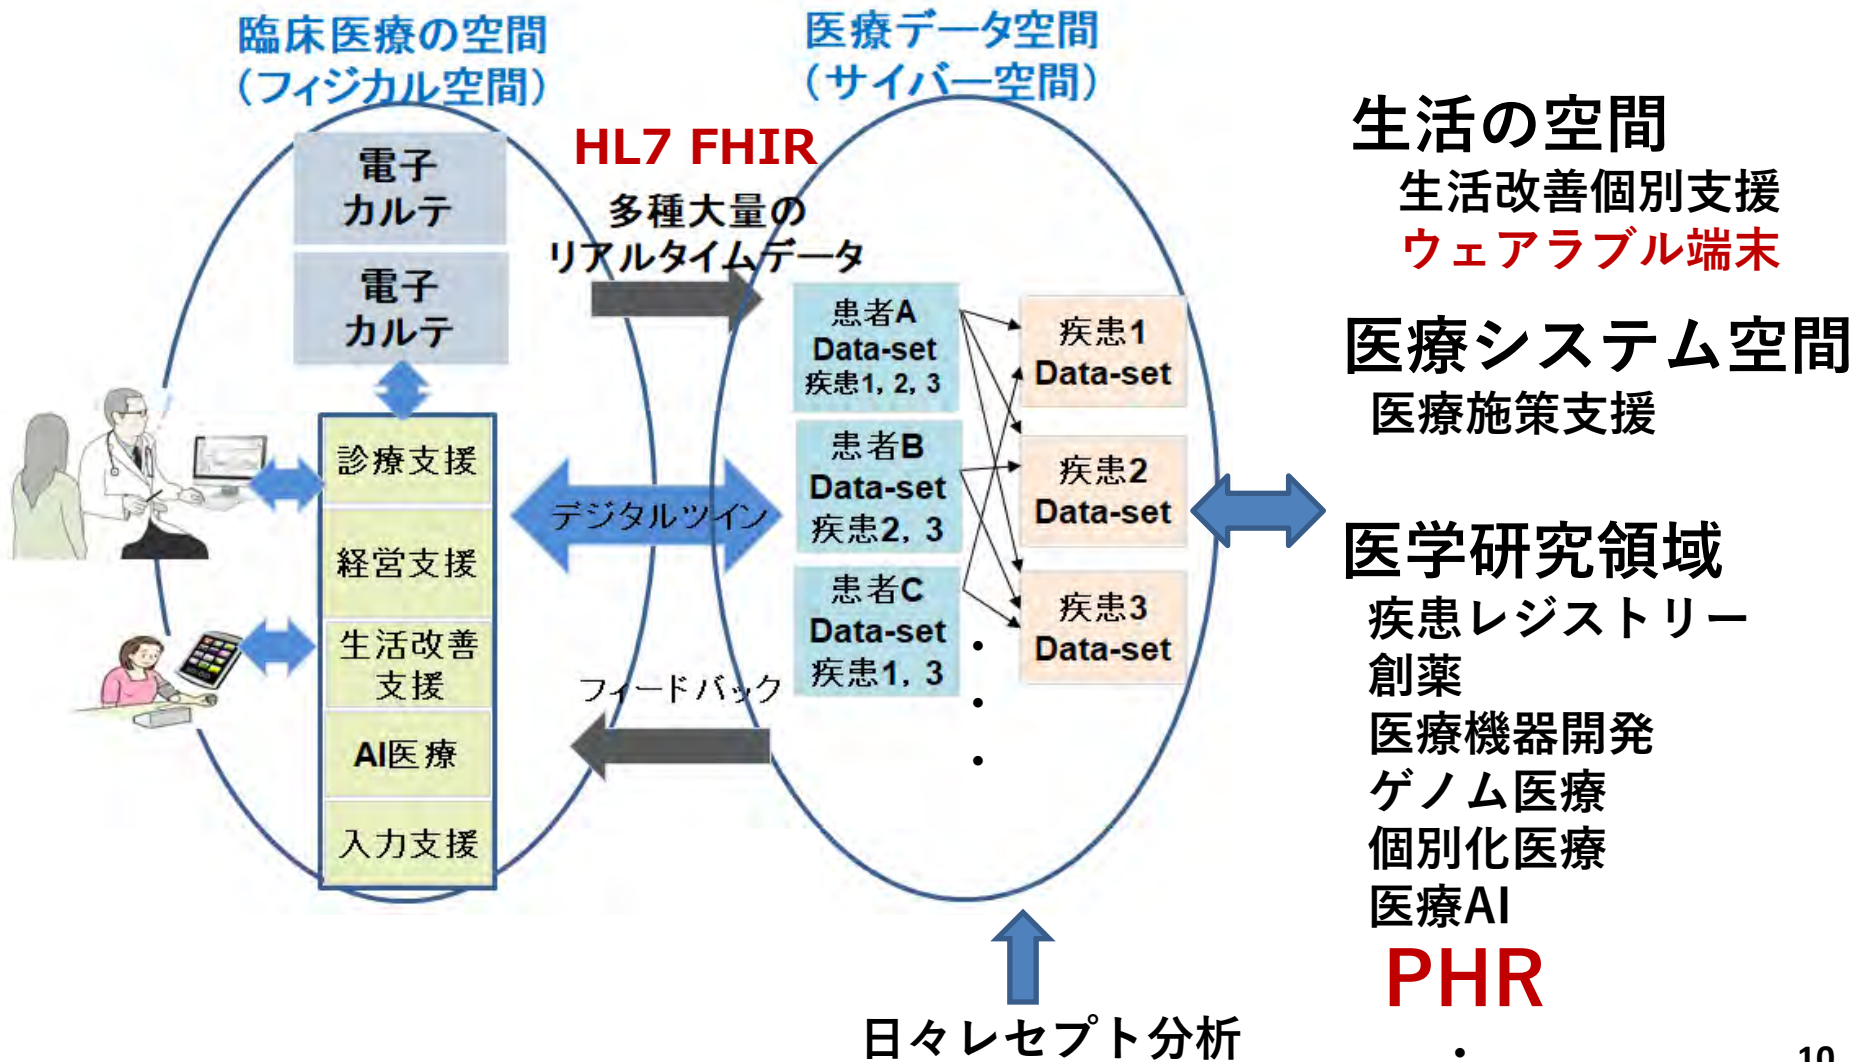 臨床医療の空間
（フィジカル空間）
医療データ空間
（サイバー空間）
HL7 FHIR
多種大量の
リアルタイムデータ
電子
カルテ
電子
カルテ
診療支援
経営支援
生活改善
支援
AI医療
入力支援
デジタルツイン
フィードバック
患者A
Data-set
疾患1, 2, 3
患者B
Data-set
疾患2, 3
患者C
Data-set
疾患1, 3
・
・
・
疾患1
Data-set
疾患2
Data-set
疾患3
Data-set
日々レセプト分析
生活の空間
生活改善個別支援
ウェアラブル端末
医療システム空間
医療施策支援
医学研究領域
疾患レジストリー
創薬
医療機器開発
ゲノム医療
個別化医療
医療AI
PHR
・
10